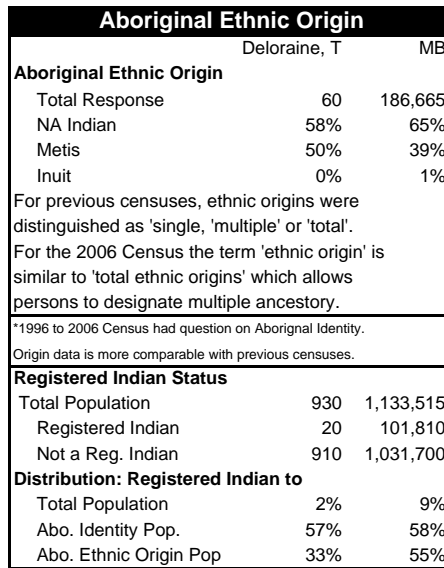 Aboriginal Ethnic Origin
Deloraine, T MB
Aboriginal Ethnic Origin
Total Response 60 186,665
NA Indian 58% 65%
Metis 50% 39%
Inuit 0% 1%
For previous censuses, ethnic origins were
distinguished as 'single, 'multiple' or 'total'.
For the 2006 Census the term 'ethnic origin' is
similar to 'total ethnic origins' which allows
persons to designate multiple ancestory.
*1996 to 2006 Census had question on Aborignal Identity.
Origin data is more comparable with previous censuses.
Registered Indian Status
Total Population 930 1,133,515
Registered Indian 20 101,810
Not a Reg. Indian 910 1,031,700
Distribution: Registered Indian to
Total Population 2% 9%
Abo. Identity Pop. 57% 58%
Abo. Ethnic Origin Pop 33% 55%